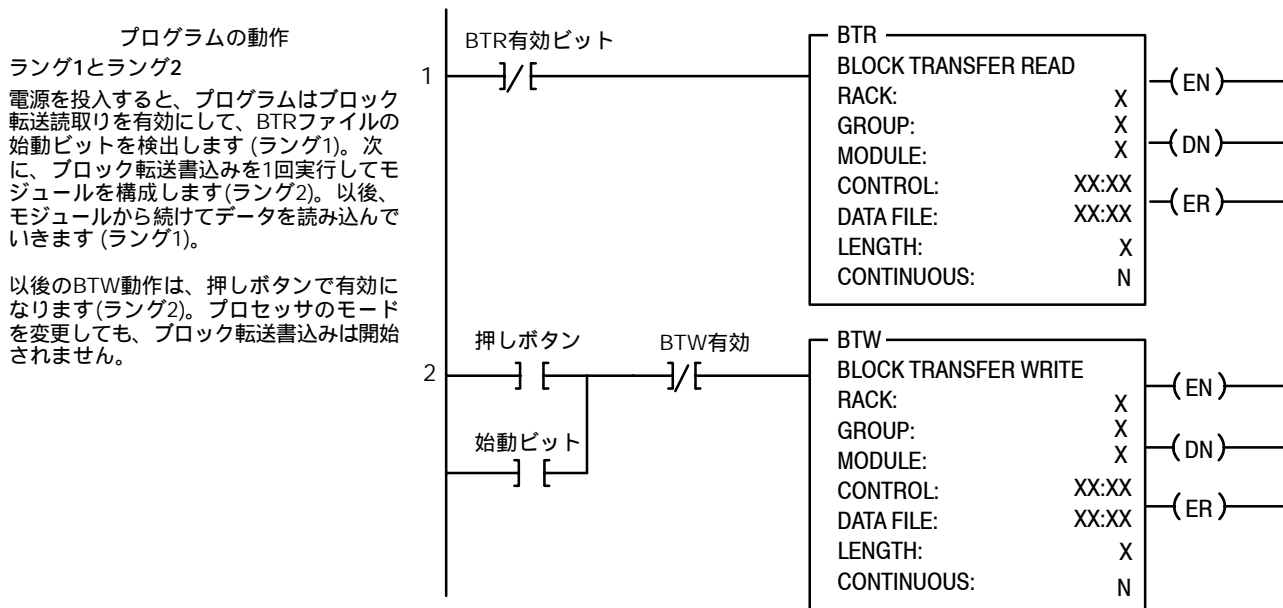 プログラムの動作
ラング1とラング2
電源を投入すると、プログラムはブロック
転送読取りを有効にして、BTRファイルの
始動ビットを検出します (ラング1)。次
に、ブロック転送書込みを1回実行してモ
ジュールを構成します(ラング2)。以後、
モジュールから続けてデータを読み込んで
いきます (ラング1)。
以後のBTW動作は、押しボタンで有効に
なります(ラング2)。プロセッサのモード
を変更しても、ブロック転送書込みは開始
されません。
1
BTR有効ビット
BTR
BLOCK TRANSFER READ
RACK: X
GROUP: X
MODULE: X
CONTROL: XX:XX
DATA FILE: XX:XX
LENGTH: X
CONTINUOUS: N
EN
DN
ER
2
押しボタン
BTW有効
始動ビット
BTW
BLOCK TRANSFER WRITE
RACK: X
GROUP: X
MODULE: X
CONTROL: XX:XX
DATA FILE: XX:XX
LENGTH: X
CONTINUOUS: N
EN
DN
ER